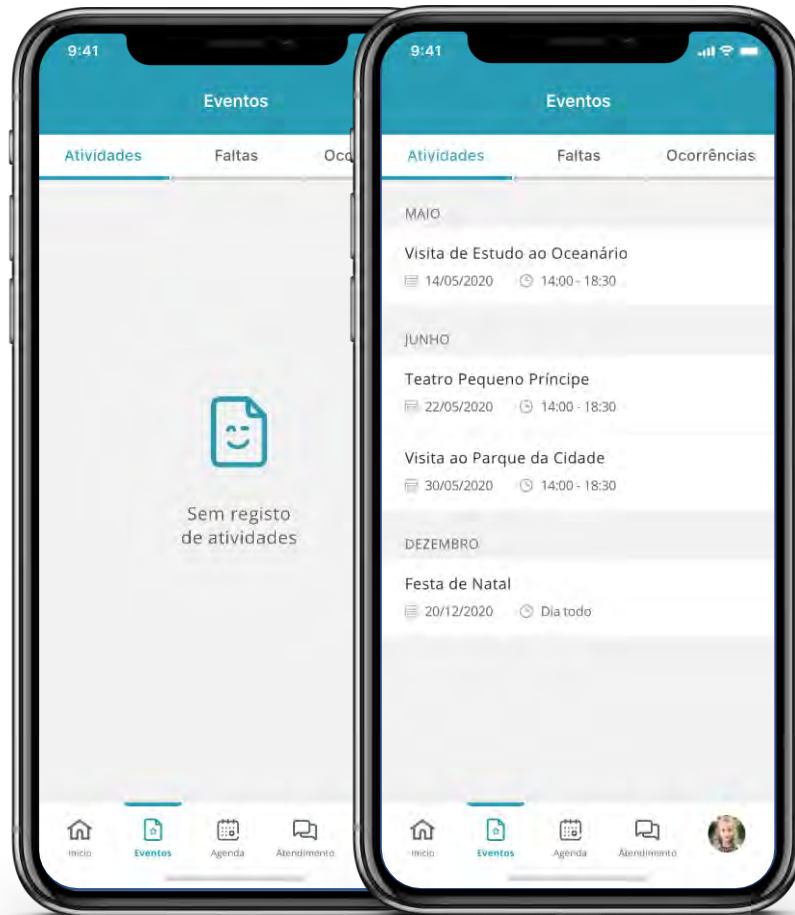 9:41
Eventos
Atividades Faltas Oco
Sem registo
de atividades
Início Eventos Agenda Atendimento
9:41
Eventos
Atividades Faltas Ocorrências
MAIO
Visita de Estudo ao Oceanário
14/05/2020 14:00 - 18:30
JUNHO
Teatro Pequeno Príncipe
22/05/2020 14:00 - 18:30
Visita ao Parque da Cidade
30/05/2020 14:00 - 18:30
DEZEMBRO
Festa de Natal
20/12/2020 Dia todo
Início Eventos Agenda Atendimento